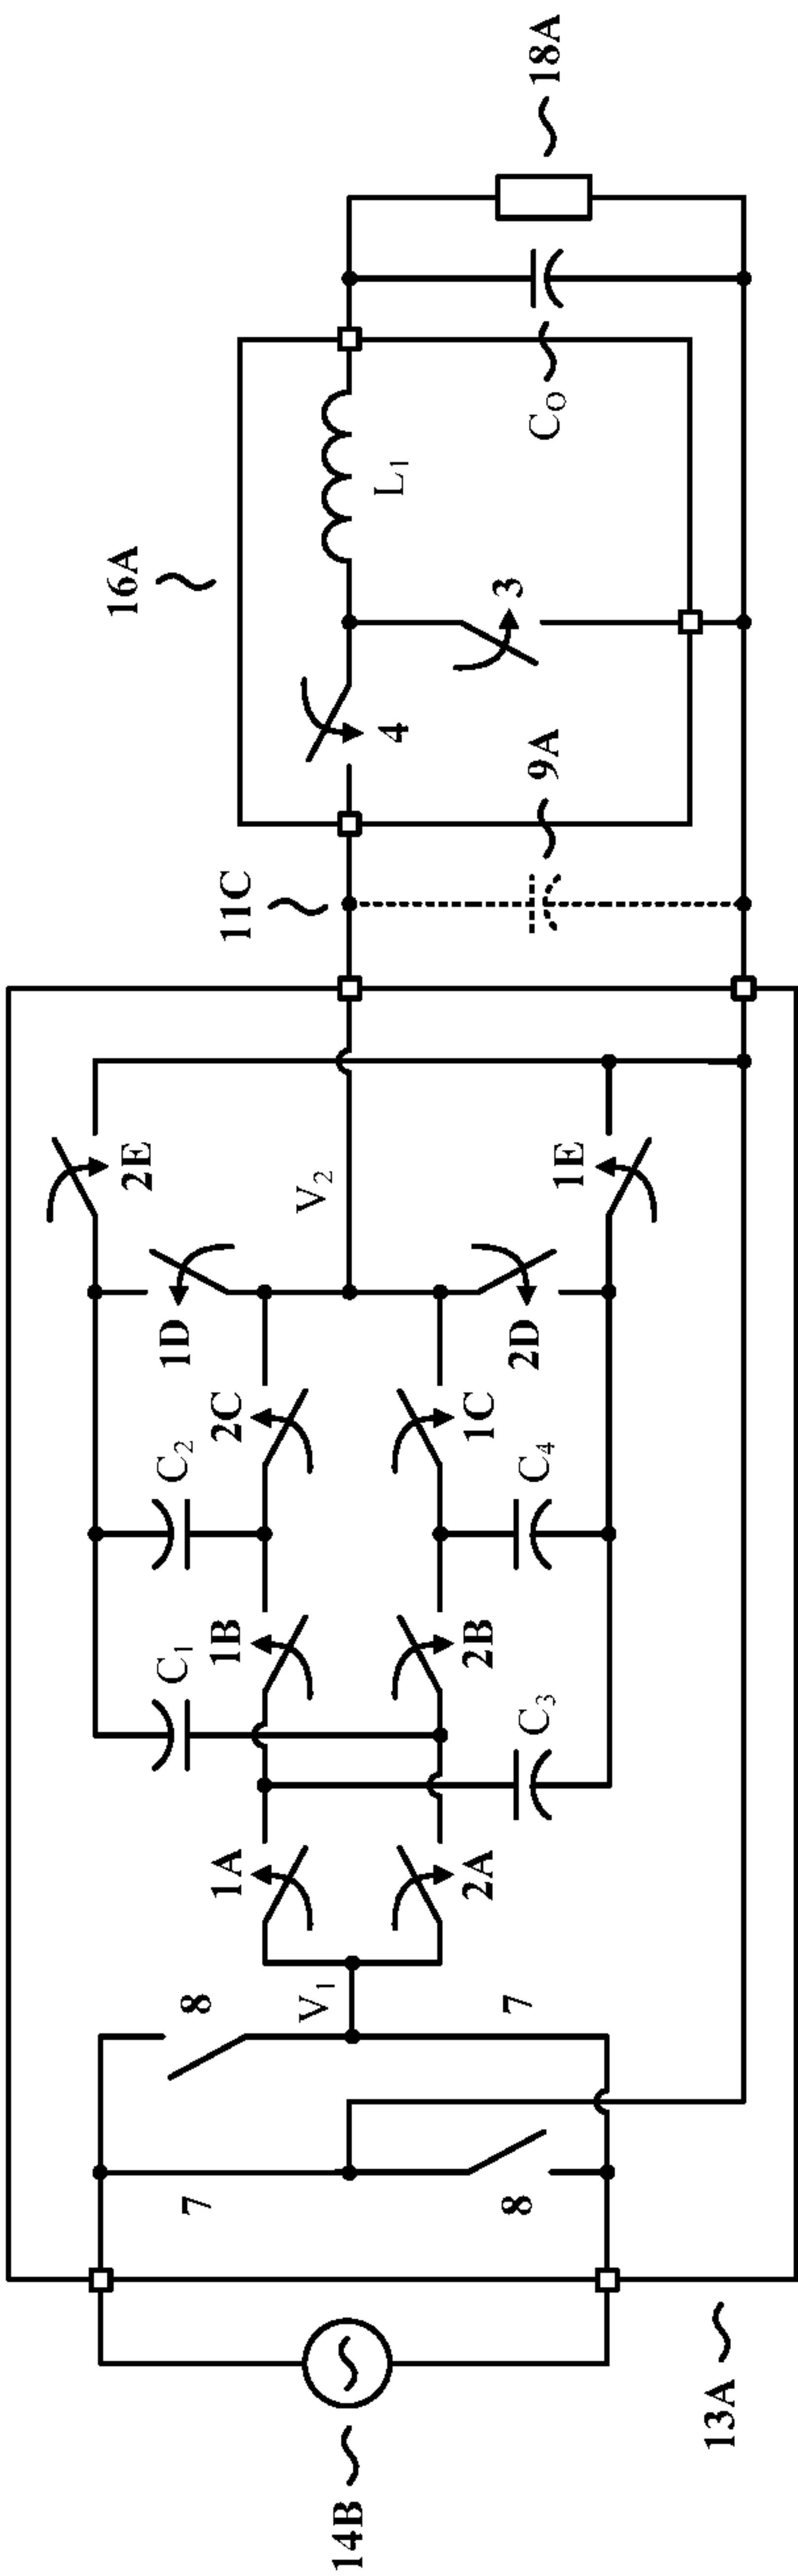 18A
C₀
L₁
16A
3
4
9A
11C
2E
V₂
1E
1D
2D
2C
1C
C₂
C₄
1B
2B
C₁
C₃
1A
2A
8
V₁
7
7
8
14B
13A